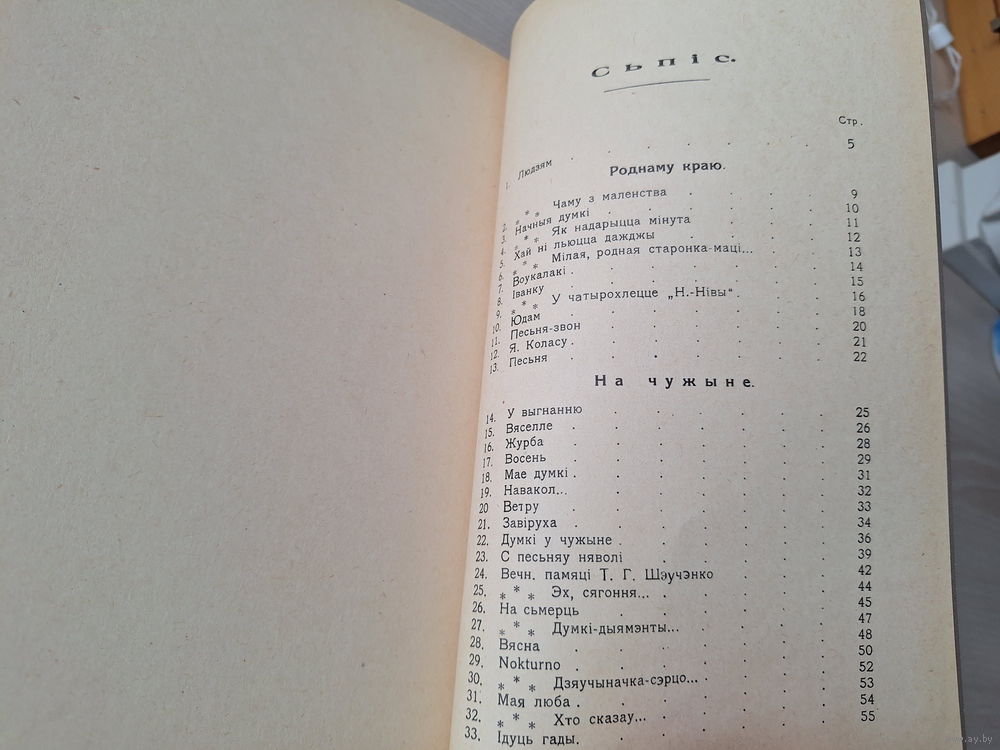 Сьпіс.
Стр.
1. Людзям 5
Роднаму краю.
2. * * * Чаму з маленства 9
3. Начныя думкі 10
4. * * * Як надарыцца мінута 11
5. Хай ні льюцца дажджы 12
6. * * * Мілая, родная старонка-маці... 13
7. Воукалакі 14
8. Іванку 15
9. * * * У чатырохлецце „Н.-Нівы“ 16
10. Юдам 18
11. Песьня-звон 20
12. Я. Коласу 21
13. Песьня 22
На чужыне.
14. У выгнанню 25
15. Вяселле 26
16. Журба 28
17. Восень 29
18. Мае думкі 31
19. Навакол... 32
20 Ветру 33
21. Завіруха 34
22. Думкі у чужыне 36
23. С песьняу няволі 39
24. Вечн. памяці Т. Г. Шэучэнко 42
25. * * * Эх, сягоння... 44
26. На сьмерць 45
27. * * * Думкі-дыямэнты... 47
28. Вясна 48
29. Nokturno 50
30. * * * Дзяучыначка-сэрцо... 52
31. Мая люба 53
32. * * * Хто сказау... 54
33. Ідуць гады. 55
ay.by